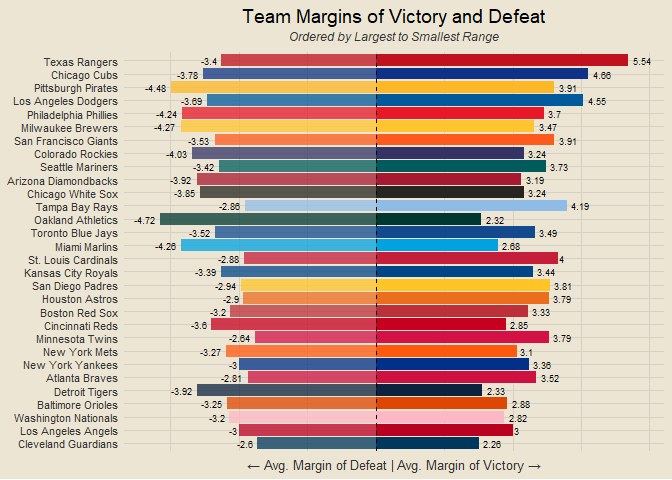 Team Margins of Victory and Defeat
Ordered by Largest to Smallest Range
Texas Rangers -3.4 5.54
Chicago Cubs -3.78 4.66
Pittsburgh Pirates -4.48 3.91
Los Angeles Dodgers -3.69 4.55
Philadelphia Phillies -4.24 3.7
Milwaukee Brewers -4.27 3.47
San Francisco Giants -3.53 3.91
Colorado Rockies -4.03 3.24
Seattle Mariners -3.42 3.73
Arizona Diamondbacks -3.92 3.19
Chicago White Sox -3.85 3.24
Tampa Bay Rays -2.86 4.19
Oakland Athletics -4.72 2.32
Toronto Blue Jays -3.52 3.49
Miami Marlins -4.26 2.68
St. Louis Cardinals -2.88 4
Kansas City Royals -3.39 3.44
San Diego Padres -2.94 3.81
Houston Astros -2.9 3.79
Boston Red Sox -3.2 3.33
Cincinnati Reds -3.6 2.85
Minnesota Twins -2.64 3.79
New York Mets -3.27 3.1
New York Yankees -3 3.36
Atlanta Braves -2.81 3.52
Detroit Tigers -3.92 2.33
Baltimore Orioles -3.25 2.88
Washington Nationals -3.2 2.82
Los Angeles Angels -3 3
Cleveland Guardians -2.6 2.26
← Avg. Margin of Defeat | Avg. Margin of Victory →